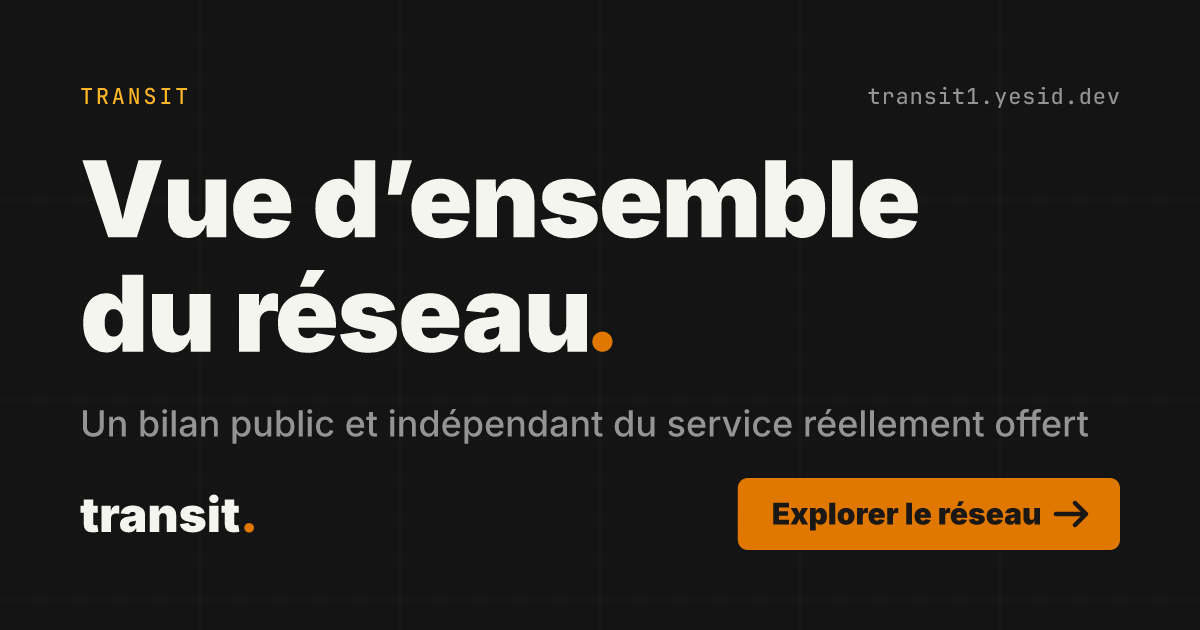 TRANSIT
transit1.yesid.dev
Vue d’ensemble
du réseau.
Un bilan public et indépendant du service réellement offert
transit.
Explorer le réseau →